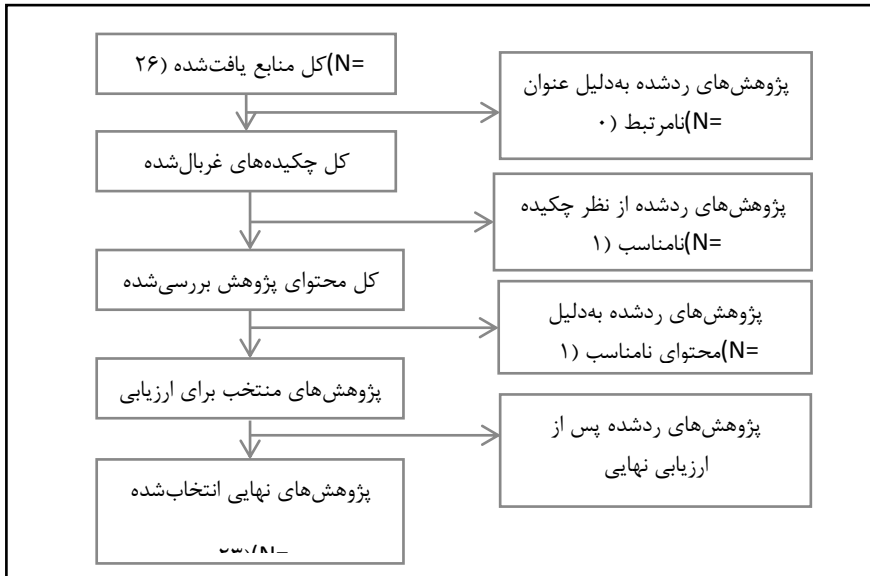 کل منابع یافت‌شده (N=۲۶)
پژوهش‌های ردشده به‌دلیل عنوان
نامرتبط (N=۰)
کل چکیده‌های غربال‌شده
پژوهش‌های ردشده از نظر چکیده
نامناسب (N=۱)
کل محتوای پژوهش بررسی‌شده
پژوهش‌های ردشده به‌دلیل
محتوای نامناسب (N=۱)
پژوهش‌های منتخب برای ارزیابی
پژوهش‌های ردشده پس از
ارزیابی نهایی
پژوهش‌های نهایی انتخاب‌شده
(N=۲۳)